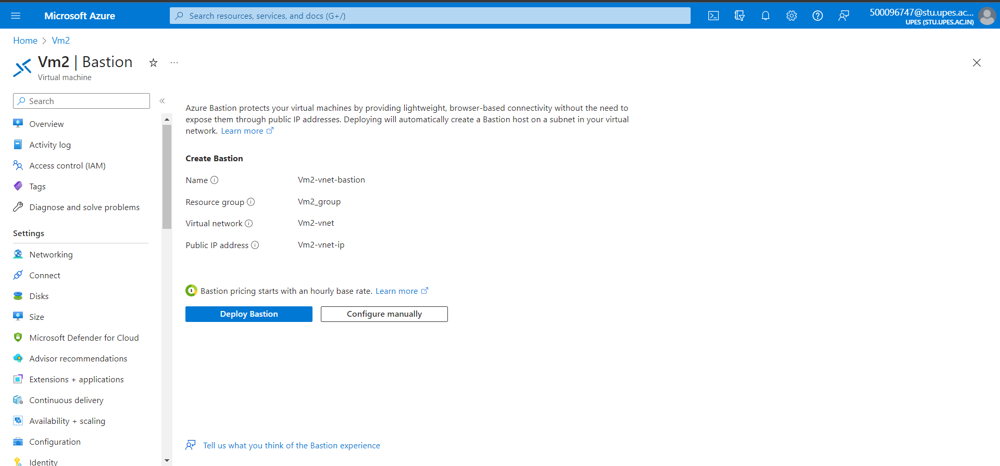 Microsoft Azure
Search resources, services, and docs (G+/)
500096747@stu.upes.ac....
UPES (STU.UPES.AC.IN)
Home > Vm2
Vm2 | Bastion
Virtual machine
Search
Overview
Activity log
Access control (IAM)
Tags
Diagnose and solve problems
Settings
Networking
Connect
Disks
Size
Microsoft Defender for Cloud
Advisor recommendations
Extensions + applications
Continuous delivery
Availability + scaling
Configuration
Identity
Azure Bastion protects your virtual machines by providing lightweight, browser-based connectivity without the need to
expose them through public IP addresses. Deploying will automatically create a Bastion host on a subnet in your virtual
network. Learn more
Create Bastion
Name Vm2-vnet-bastion
Resource group Vm2_group
Virtual network Vm2-vnet
Public IP address Vm2-vnet-ip
Bastion pricing starts with an hourly base rate. Learn more
Deploy Bastion
Configure manually
Tell us what you think of the Bastion experience